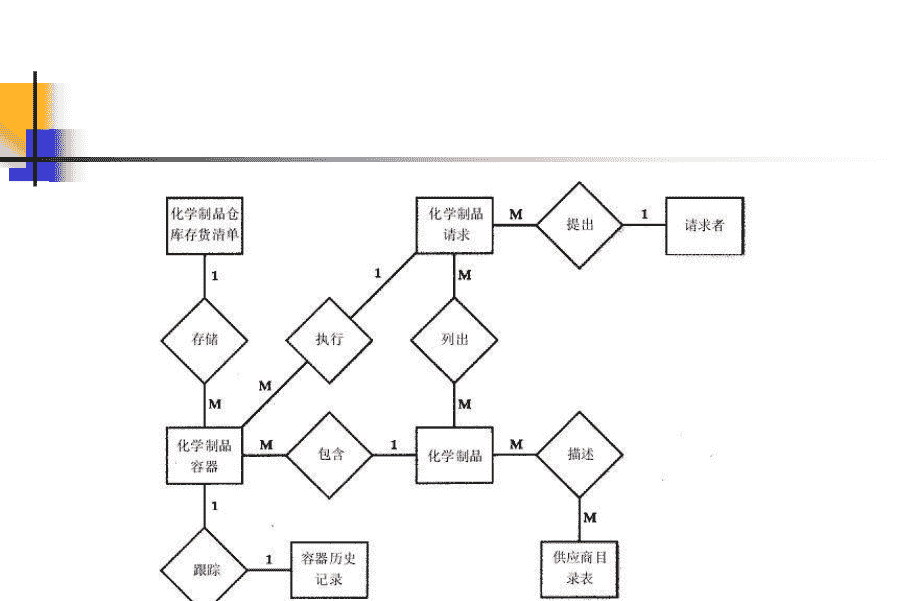 化学制品仓
库存货清单
化学制品
请求
M
提出
1
请求者
1
1
M
存储
执行
列出
M
M
M
化学制品
容器
M
包含
1
化学制品
M
描述
1
M
跟踪
1
容器历史
记录
供应商目
录表